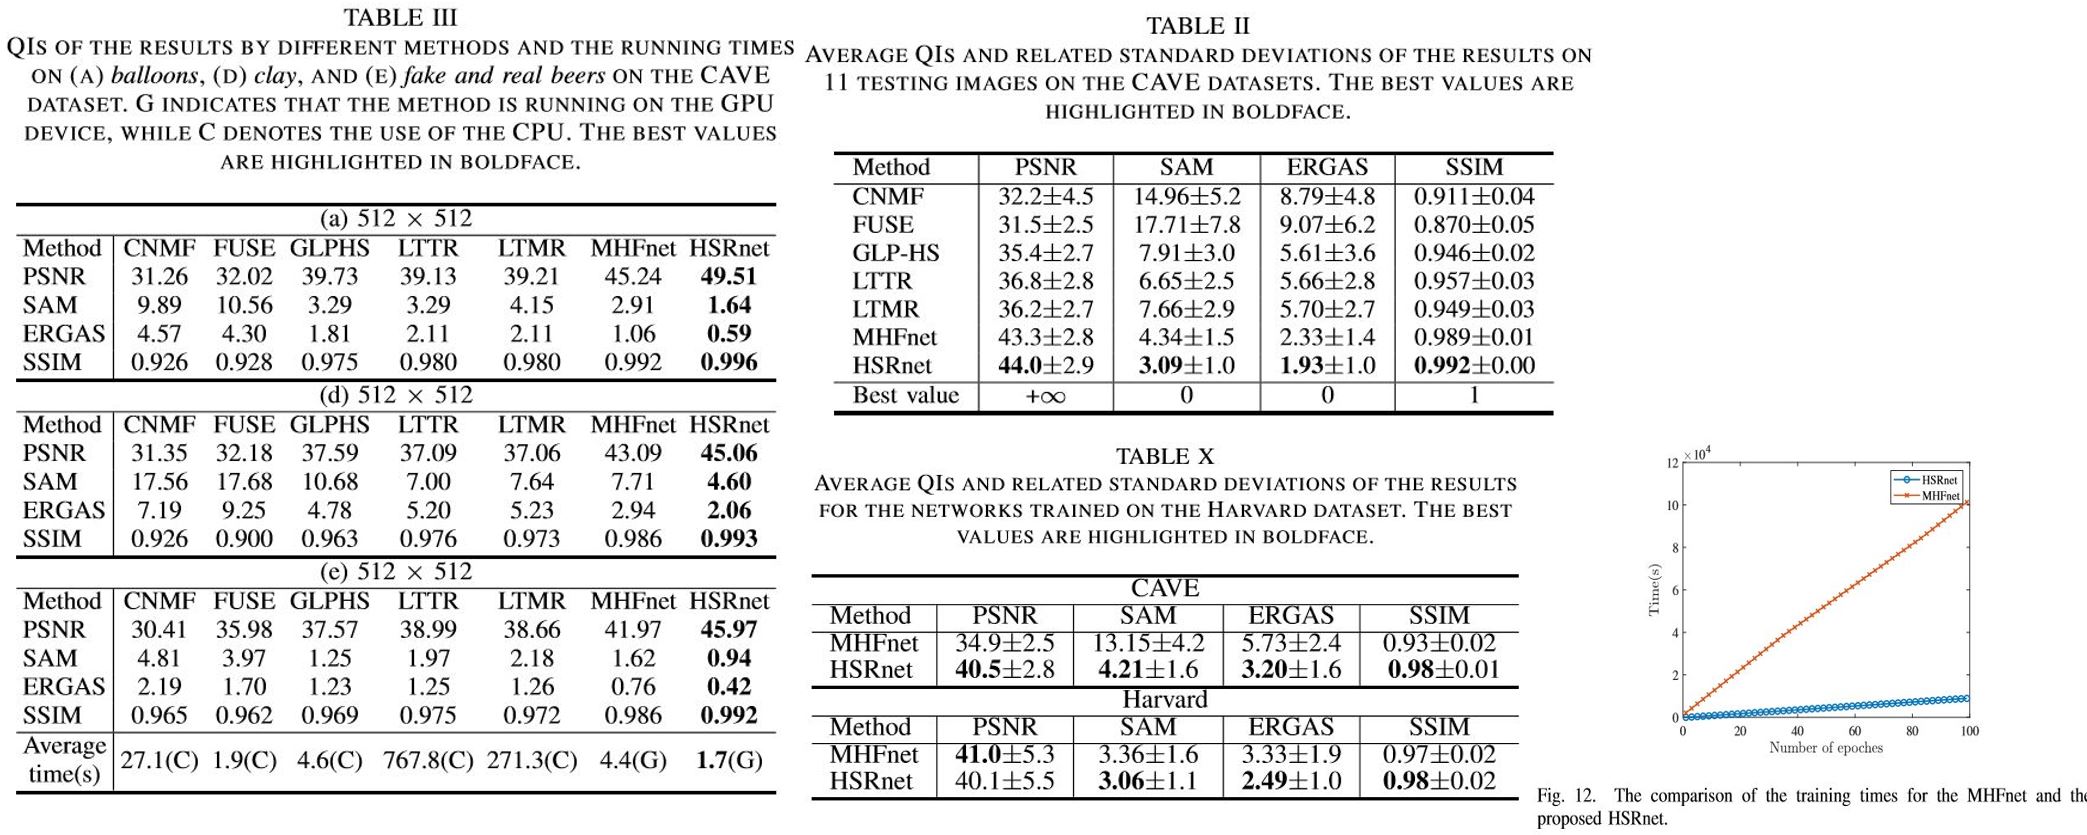 TABLE III
QIS OF THE RESULTS BY DIFFERENT METHODS AND THE RUNNING TIMES
ON (A) balloons, (D) clay, AND (E) fake and real beers ON THE CAVE
DATASET. G INDICATES THAT THE METHOD IS RUNNING ON THE GPU
DEVICE, WHILE C DENOTES THE USE OF THE CPU. THE BEST VALUES
ARE HIGHLIGHTED IN BOLDFACE.
(a) 512 × 512
Method CNMF FUSE GLPHS LTTR LTMR MHFnet HSRnet
PSNR 31.26 32.02 39.73 39.13 39.21 45.24 49.51
SAM 9.89 10.56 3.29 3.29 4.15 2.91 1.64
ERGAS 4.57 4.30 1.81 2.11 2.11 1.06 0.59
SSIM 0.926 0.928 0.975 0.980 0.980 0.992 0.996
(d) 512 × 512
Method CNMF FUSE GLPHS LTTR LTMR MHFnet HSRnet
PSNR 31.35 32.18 37.59 37.09 37.06 43.09 45.06
SAM 17.56 17.68 10.68 7.00 7.64 7.71 4.60
ERGAS 7.19 9.25 4.78 5.20 5.23 2.94 2.06
SSIM 0.926 0.900 0.963 0.976 0.973 0.986 0.993
(e) 512 × 512
Method CNMF FUSE GLPHS LTTR LTMR MHFnet HSRnet
PSNR 30.41 35.98 37.57 38.99 38.66 41.97 45.97
SAM 4.81 3.97 1.25 1.97 2.18 1.62 0.94
ERGAS 2.19 1.70 1.23 1.25 1.26 0.76 0.42
SSIM 0.965 0.962 0.969 0.975 0.972 0.986 0.992
Average
time(s) 27.1(C) 1.9(C) 4.6(C) 767.8(C) 271.3(C) 4.4(G) 1.7(G)
TABLE II
AVERAGE QIS AND RELATED STANDARD DEVIATIONS OF THE RESULTS ON
11 TESTING IMAGES ON THE CAVE DATASETS. THE BEST VALUES ARE
HIGHLIGHTED IN BOLDFACE.
Method PSNR SAM ERGAS SSIM
CNMF 32.2±4.5 14.96±5.2 8.79±4.8 0.911±0.04
FUSE 31.5±2.5 17.71±7.8 9.07±6.2 0.870±0.05
GLP-HS 35.4±2.7 7.91±3.0 5.61±3.6 0.946±0.02
LTTR 36.8±2.8 6.65±2.5 5.66±2.8 0.957±0.03
LTMR 36.2±2.7 7.66±2.9 5.70±2.7 0.949±0.03
MHFnet 43.3±2.8 4.34±1.5 2.33±1.4 0.989±0.01
HSRnet 44.0±2.9 3.09±1.0 1.93±1.0 0.992±0.00
Best value +∞ 0 0 1
TABLE X
AVERAGE QIS AND RELATED STANDARD DEVIATIONS OF THE RESULTS
FOR THE NETWORKS TRAINED ON THE HARVARD DATASET. THE BEST
VALUES ARE HIGHLIGHTED IN BOLDFACE.
CAVE
Method PSNR SAM ERGAS SSIM
MHFnet 34.9±2.5 13.15±4.2 5.73±2.4 0.93±0.02
HSRnet 40.5±2.8 4.21±1.6 3.20±1.6 0.98±0.01
Harvard
Method PSNR SAM ERGAS SSIM
MHFnet 41.0±5.3 3.36±1.6 3.33±1.9 0.97±0.02
HSRnet 40.1±5.5 3.06±1.1 2.49±1.0 0.98±0.02
×10⁴
12
10
8
6
4
2
0
Time(s)
HSRnet
MHFnet
0 20 40 60 80 100
Number of epoches
Fig. 12. The comparison of the training times for the MHFnet and the
proposed HSRnet.